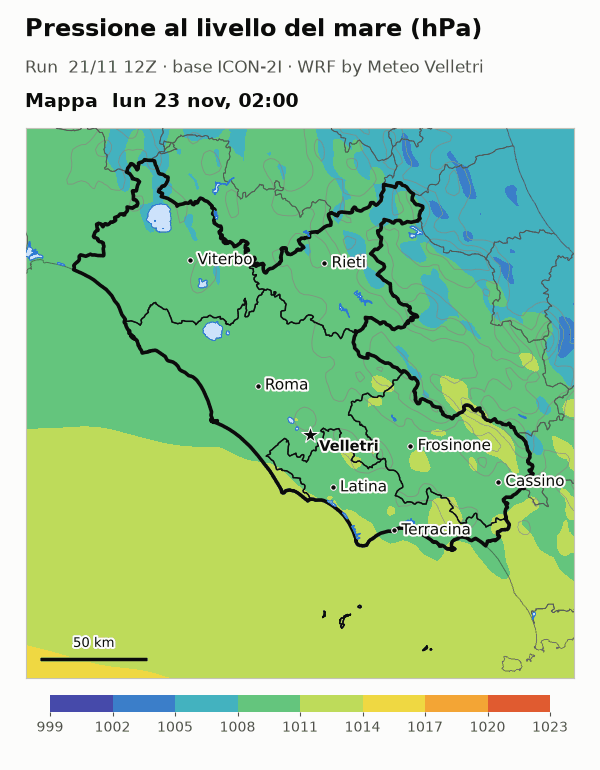 Pressione al livello del mare (hPa)
Run  21/11 12Z · base ICON-2I · WRF by Meteo Velletri
Mappa  lun 23 nov, 02:00
Viterbo
Rieti
Roma
Velletri
Frosinone
Cassino
Latina
Terracina
50 km
999 1002 1005 1008 1011 1014 1017 1020 1023